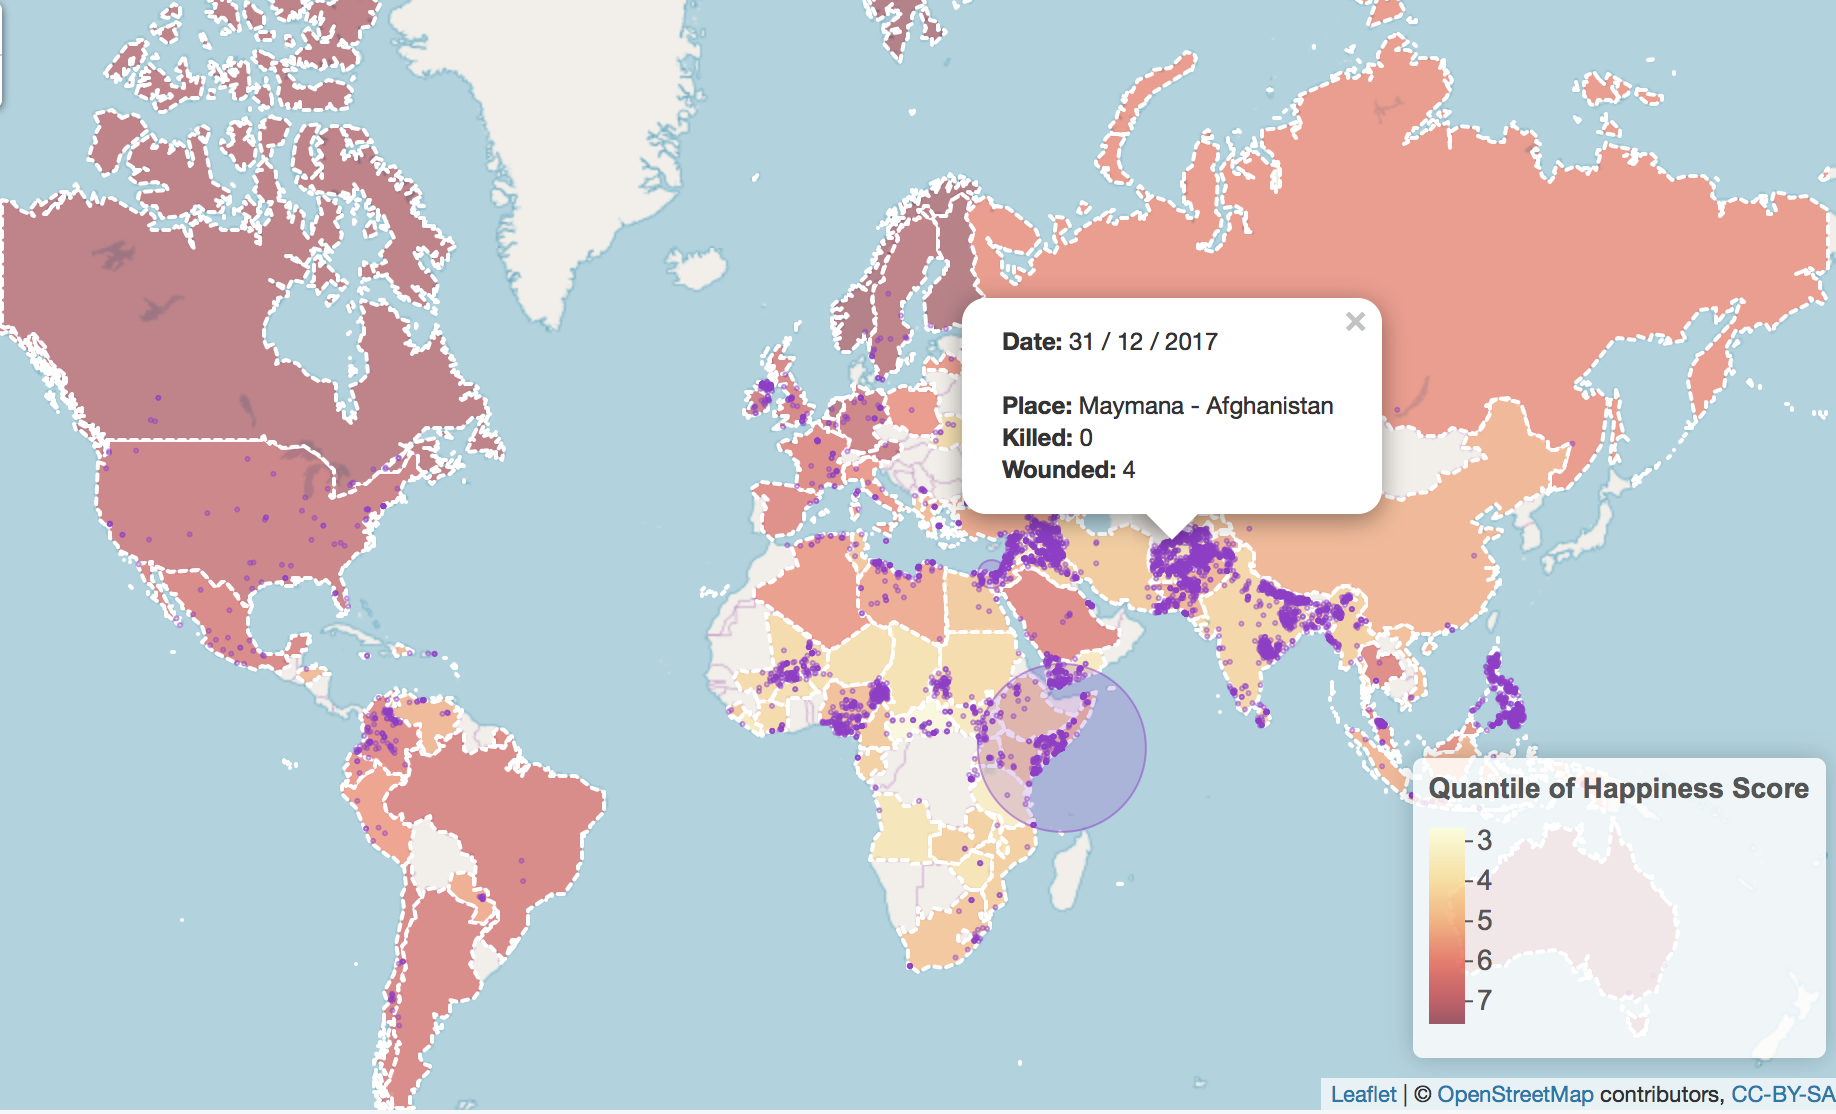 ×
Date: 31 / 12 / 2017
Place: Maymana - Afghanistan
Killed: 0
Wounded: 4
Quantile of Happiness Score
3
4
5
6
7
Leaflet | © OpenStreetMap contributors, CC-BY-SA